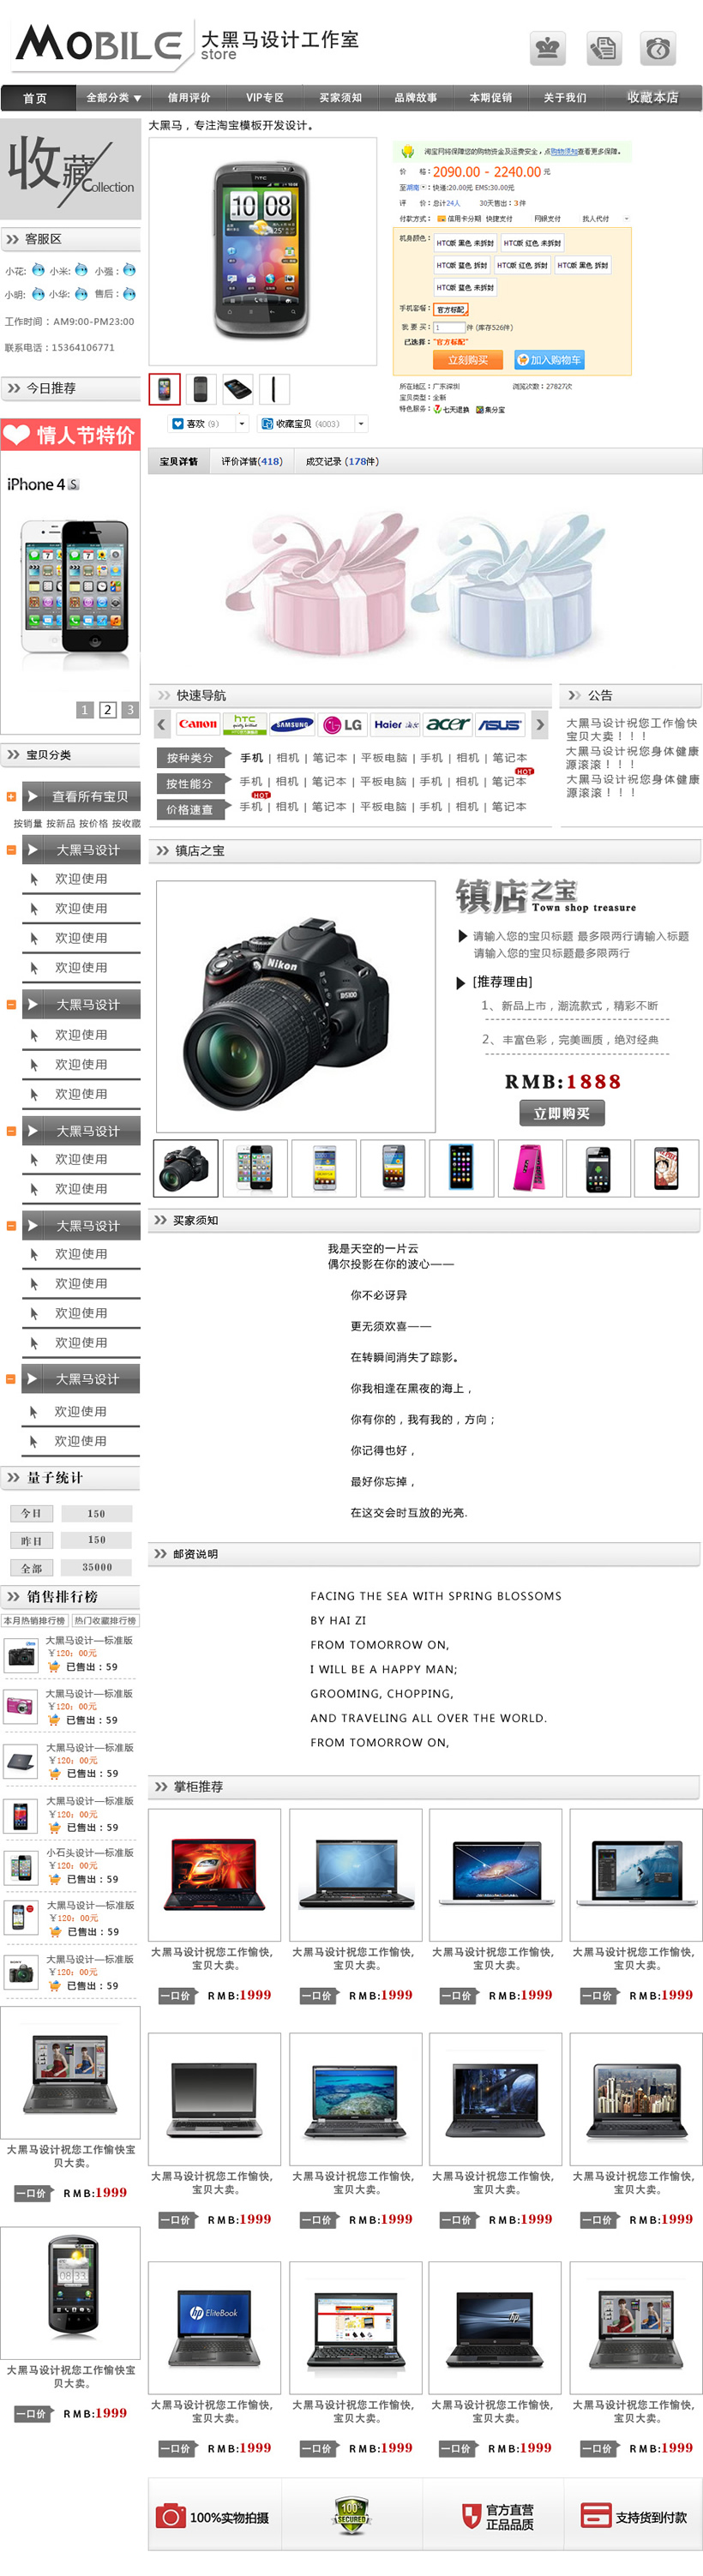 MOBILE
store
大黑马设计工作室
首页 全部分类 信用评价 VIP专区 买家须知 品牌故事 本期促销 关于我们 收藏本店
收藏
Collection
客服区
小花: 小米: 小强:
小明: 小华: 售后:
工作时间：AM9:00-PM23:00
联系电话：15364106771
今日推荐
情人节特价
iPhone 4 S
1 2 3
大黑马，专注淘宝模板开发设计。
htc
10 08
喜欢 (9) 收藏宝贝 (4003)
淘宝网将保障您的购物资金及运费安全，点购物须知查看更多保障。
价 格：2090.00 - 2240.00 元
至湖南 快递:20.00元 EMS:30.00元
评 价：总计24人 30天售出：3件
付款方式： 信用卡分期 快捷支付 网银支付 找人代付
机身颜色： HTC版 黑色 未拆封 HTC版 红色 未拆封
HTC版 蓝色 拆封 HTC版 红色 拆封 HTC版 黑色 拆封
HTC版 蓝色 未拆封
手机套餐： 官方标配
我 要 买： 1 件 (库存526件)
已选择："官方标配"
立刻购买 加入购物车
所在地区：广东深圳 浏览次数：27827次
宝贝类型：全新
特色服务： 七天退换 集分宝
宝贝详情 评价详情(418) 成交记录 (178件)
快速导航
Canon htc SAMSUNG LG Haier acer ASUS
按种类分 手机 | 相机 | 笔记本 | 平板电脑 | 手机 | 相机 | 笔记本
HOT
按性能分 手机 | 相机 | 笔记本 | 平板电脑 | 手机 | 相机 | 笔记本
HOT
价格速查 手机 | 相机 | 笔记本 | 平板电脑 | 手机 | 相机 | 笔记本
公告
大黑马设计祝您工作愉快
宝贝大卖！！！
大黑马设计祝您身体健康
源滚滚！！！
大黑马设计祝您身体健康
源滚滚！！！
宝贝分类
查看所有宝贝
按销量 按新品 按价格 按收藏
大黑马设计
欢迎使用
欢迎使用
欢迎使用
欢迎使用
大黑马设计
欢迎使用
欢迎使用
欢迎使用
大黑马设计
欢迎使用
欢迎使用
大黑马设计
欢迎使用
欢迎使用
欢迎使用
欢迎使用
大黑马设计
欢迎使用
欢迎使用
镇店之宝
Nikon
D5100
镇店之宝
Town shop treasure
请输入您的宝贝标题 最多限两行请输入标题
请输入您的宝贝标题最多限两行
[推荐理由]
1、新品上市，潮流款式，精彩不断
2、丰富色彩，完美画质，绝对经典
RMB:1888
立即购买
买家须知
我是天空的一片云
偶尔投影在你的波心——
你不必讶异
更无须欢喜——
在转瞬间消失了踪影。
你我相逢在黑夜的海上，
你有你的，我有我的，方向；
你记得也好，
最好你忘掉，
在这交会时互放的光亮.
量子统计
今日 150
昨日 150
全部 35000
邮资说明
FACING THE SEA WITH SPRING BLOSSOMS
BY HAI ZI
FROM TOMORROW ON,
I WILL BE A HAPPY MAN;
GROOMING, CHOPPING,
AND TRAVELING ALL OVER THE WORLD.
FROM TOMORROW ON,
销售排行榜
本月热销排行榜 热门收藏排行榜
大黑马设计—标准版
￥120：00元
已售出：59
大黑马设计—标准版
￥120：00元
已售出：59
大黑马设计—标准版
￥120：00元
已售出：59
大黑马设计—标准版
￥120：00元
已售出：59
小石头设计—标准版
￥120：00元
已售出：59
大黑马设计—标准版
￥120：00元
已售出：59
大黑马设计—标准版
￥120：00元
已售出：59
大黑马设计祝您工作愉快宝
贝大卖。
一口价 RMB:1999
大黑马设计祝您工作愉快宝
贝大卖。
一口价 RMB:1999
掌柜推荐
大黑马设计祝您工作愉快, 大黑马设计祝您工作愉快, 大黑马设计祝您工作愉快, 大黑马设计祝您工作愉快,
宝贝大卖。 宝贝大卖。 宝贝大卖。 宝贝大卖。
一口价 RMB:1999 一口价 RMB:1999 一口价 RMB:1999 一口价 RMB:1999
大黑马设计祝您工作愉快, 大黑马设计祝您工作愉快, 大黑马设计祝您工作愉快, 大黑马设计祝您工作愉快,
宝贝大卖。 宝贝大卖。 宝贝大卖。 宝贝大卖。
一口价 RMB:1999 一口价 RMB:1999 一口价 RMB:1999 一口价 RMB:1999
hp EliteBook
hp
大黑马设计祝您工作愉快, 大黑马设计祝您工作愉快, 大黑马设计祝您工作愉快, 大黑马设计祝您工作愉快,
宝贝大卖。 宝贝大卖。 宝贝大卖。 宝贝大卖。
一口价 RMB:1999 一口价 RMB:1999 一口价 RMB:1999 一口价 RMB:1999
100%实物拍摄
100%
SECURED
官方直营
正品品质
支持货到付款